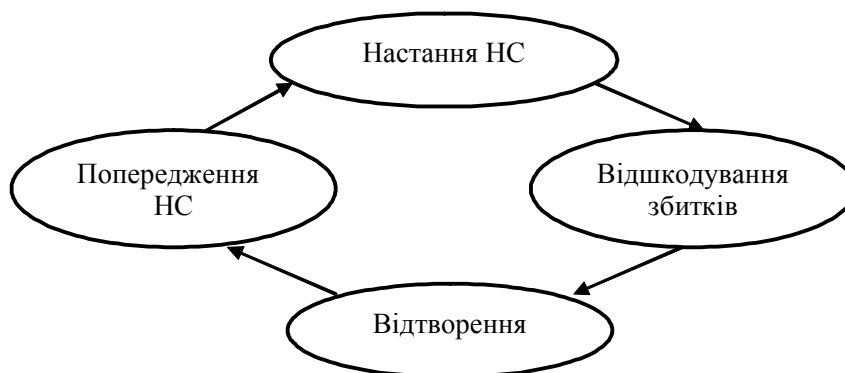 Настання НС
Попередження
НС
Відшкодування
збитків
Відтворення